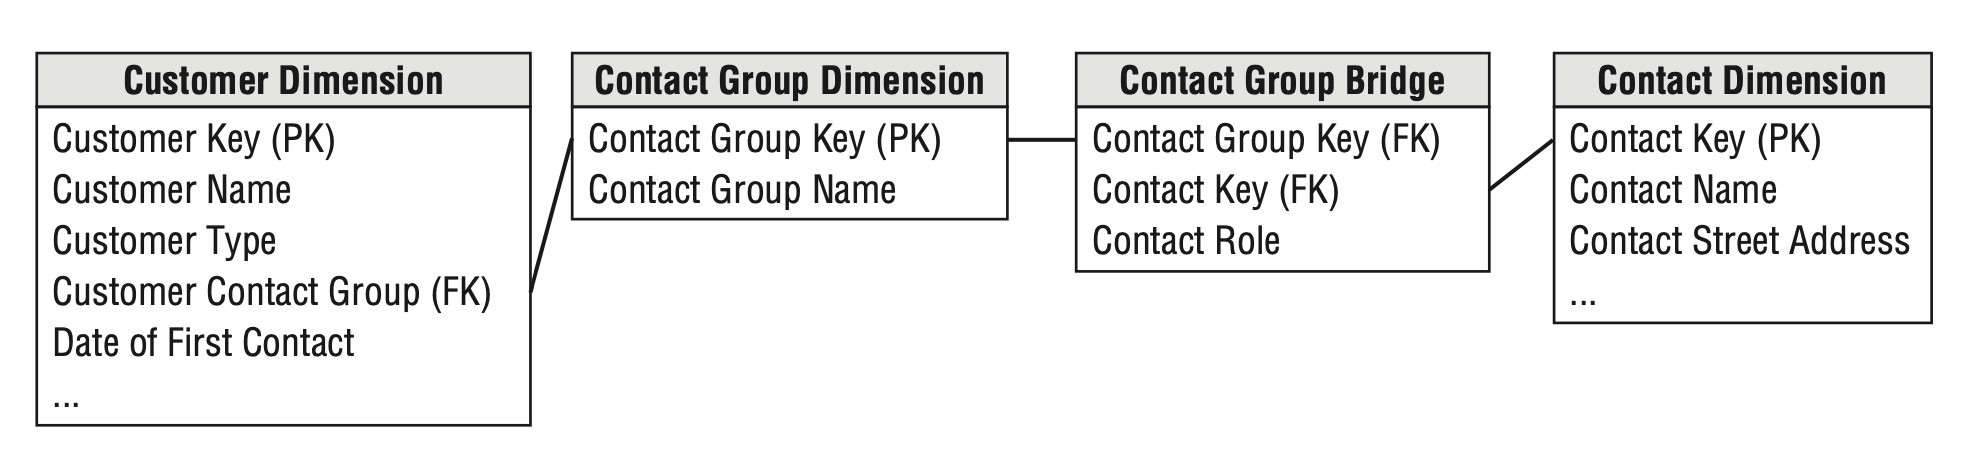 Customer Dimension
Customer Key (PK)
Customer Name
Customer Type
Customer Contact Group (FK)
Date of First Contact
...
Contact Group Dimension
Contact Group Key (PK)
Contact Group Name
Contact Group Bridge
Contact Group Key (FK)
Contact Key (FK)
Contact Role
Contact Dimension
Contact Key (PK)
Contact Name
Contact Street Address
...